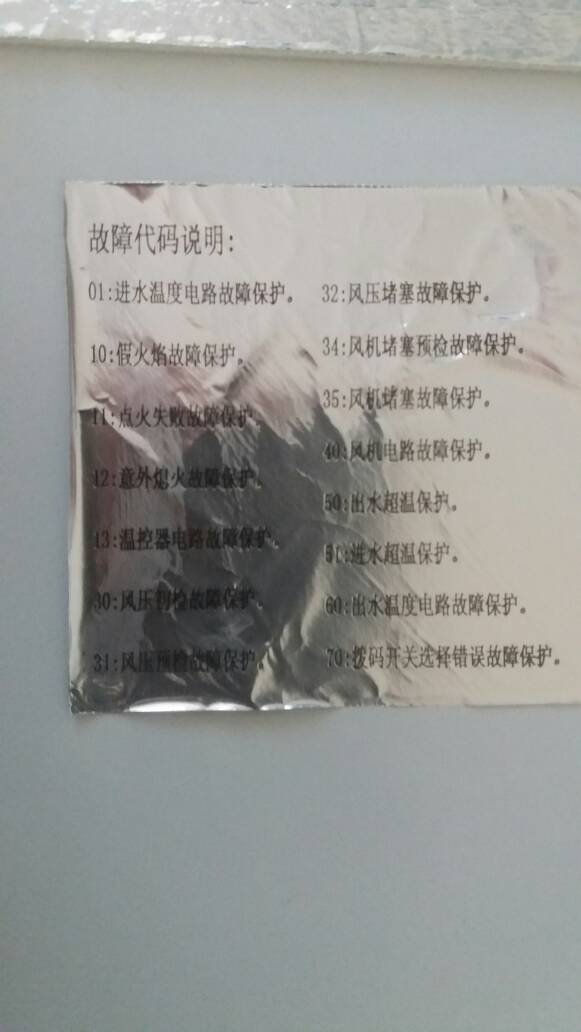 故障代码说明:
01:进水温度电路故障保护。
10:假火焰故障保护。
11:点火失败故障保护。
12:意外熄火故障保护。
13:温控器电路故障保护。
30:风压初检故障保护。
31:风压预检故障保护。
32:风压堵塞故障保护。
34:风机堵塞预检故障保护。
35:风机堵塞故障保护。
40:风机电路故障保护。
50:出水超温保护。
51:进水超温保护。
60:出水温度电路故障保护。
70:拨码开关选择错误故障保护。